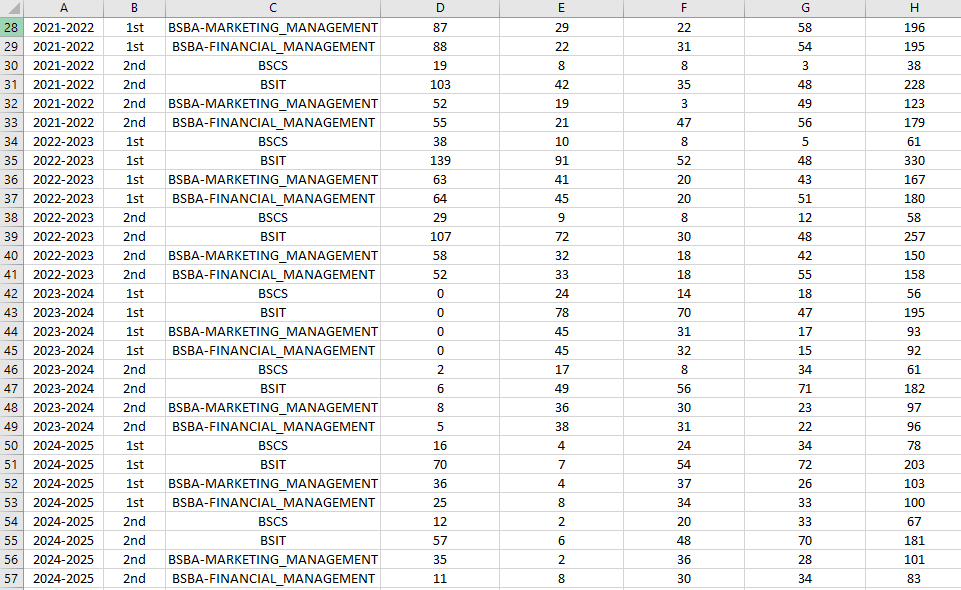 A B C D E F G H
28 2021-2022 1st BSBA-MARKETING_MANAGEMENT 87 29 22 58 196
29 2021-2022 1st BSBA-FINANCIAL_MANAGEMENT 88 22 31 54 195
30 2021-2022 2nd BSCS 19 8 8 3 38
31 2021-2022 2nd BSIT 103 42 35 48 228
32 2021-2022 2nd BSBA-MARKETING_MANAGEMENT 52 19 3 49 123
33 2021-2022 2nd BSBA-FINANCIAL_MANAGEMENT 55 21 47 56 179
34 2022-2023 1st BSCS 38 10 8 5 61
35 2022-2023 1st BSIT 139 91 52 48 330
36 2022-2023 1st BSBA-MARKETING_MANAGEMENT 63 41 20 43 167
37 2022-2023 1st BSBA-FINANCIAL_MANAGEMENT 64 45 20 51 180
38 2022-2023 2nd BSCS 29 9 8 12 58
39 2022-2023 2nd BSIT 107 72 30 48 257
40 2022-2023 2nd BSBA-MARKETING_MANAGEMENT 58 32 18 42 150
41 2022-2023 2nd BSBA-FINANCIAL_MANAGEMENT 52 33 18 55 158
42 2023-2024 1st BSCS 0 24 14 18 56
43 2023-2024 1st BSIT 0 78 70 47 195
44 2023-2024 1st BSBA-MARKETING_MANAGEMENT 0 45 31 17 93
45 2023-2024 1st BSBA-FINANCIAL_MANAGEMENT 0 45 32 15 92
46 2023-2024 2nd BSCS 2 17 8 34 61
47 2023-2024 2nd BSIT 6 49 56 71 182
48 2023-2024 2nd BSBA-MARKETING_MANAGEMENT 8 36 30 23 97
49 2023-2024 2nd BSBA-FINANCIAL_MANAGEMENT 5 38 31 22 96
50 2024-2025 1st BSCS 16 4 24 34 78
51 2024-2025 1st BSIT 70 7 54 72 203
52 2024-2025 1st BSBA-MARKETING_MANAGEMENT 36 4 37 26 103
53 2024-2025 1st BSBA-FINANCIAL_MANAGEMENT 25 8 34 33 100
54 2024-2025 2nd BSCS 12 2 20 33 67
55 2024-2025 2nd BSIT 57 6 48 70 181
56 2024-2025 2nd BSBA-MARKETING_MANAGEMENT 35 2 36 28 101
57 2024-2025 2nd BSBA-FINANCIAL_MANAGEMENT 11 8 30 34 83